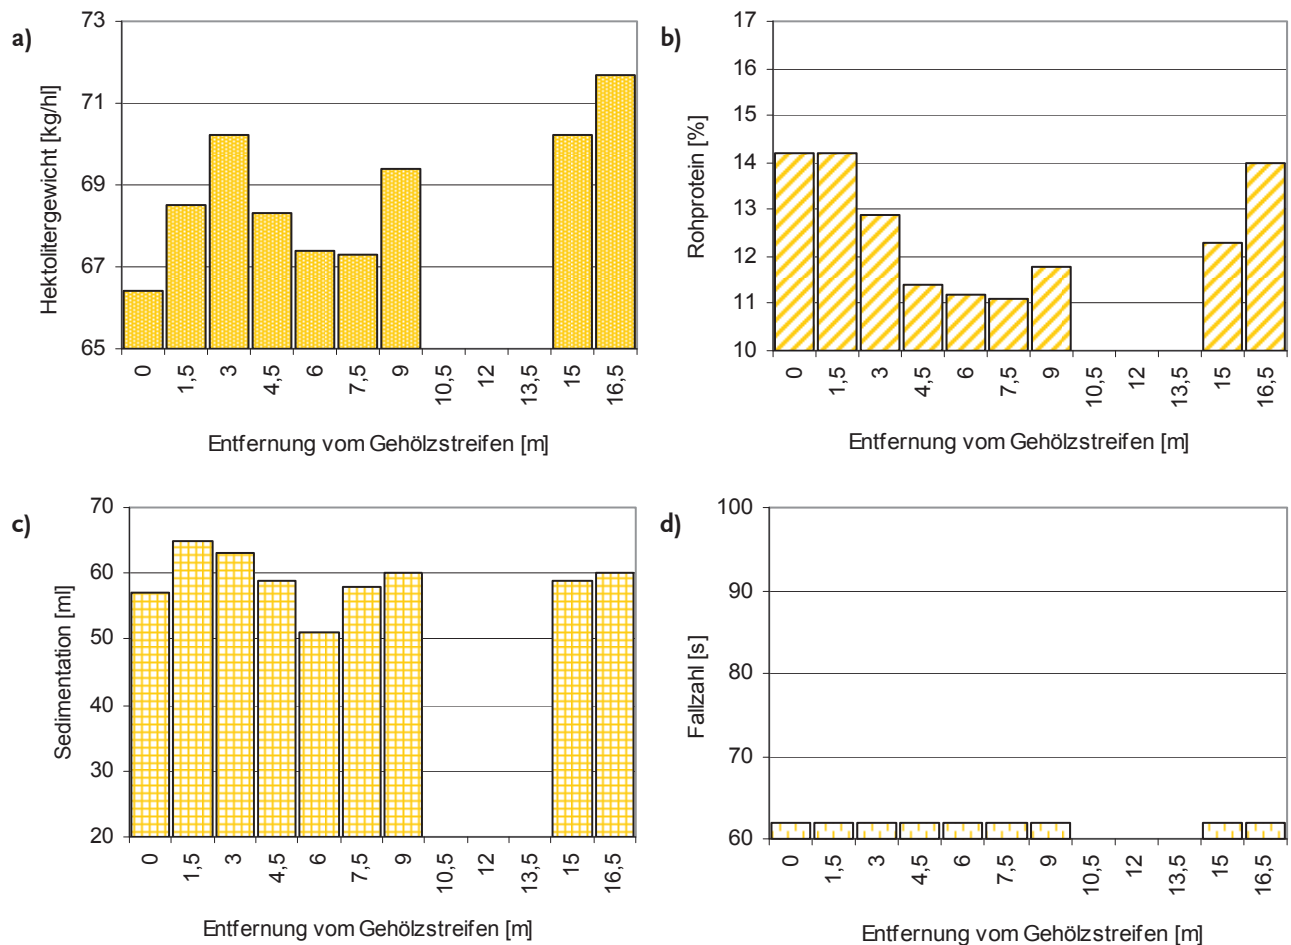 a)
Hektolitergewicht [kg/hl]
73
71
69
67
65
0 1,5 3 4,5 6 7,5 9 10,5 12 13,5 15 16,5
Entfernung vom Gehölzstreifen [m]
b)
Rohprotein [%]
17
16
15
14
13
12
11
10
0 1,5 3 4,5 6 7,5 9 10,5 12 13,5 15 16,5
Entfernung vom Gehölzstreifen [m]
c)
Sedimentation [ml]
70
60
50
40
30
20
0 1,5 3 4,5 6 7,5 9 10,5 12 13,5 15 16,5
Entfernung vom Gehölzstreifen [m]
d)
Fallzahl [s]
100
90
80
70
60
0 1,5 3 4,5 6 7,5 9 10,5 12 13,5 15 16,5
Entfernung vom Gehölzstreifen [m]